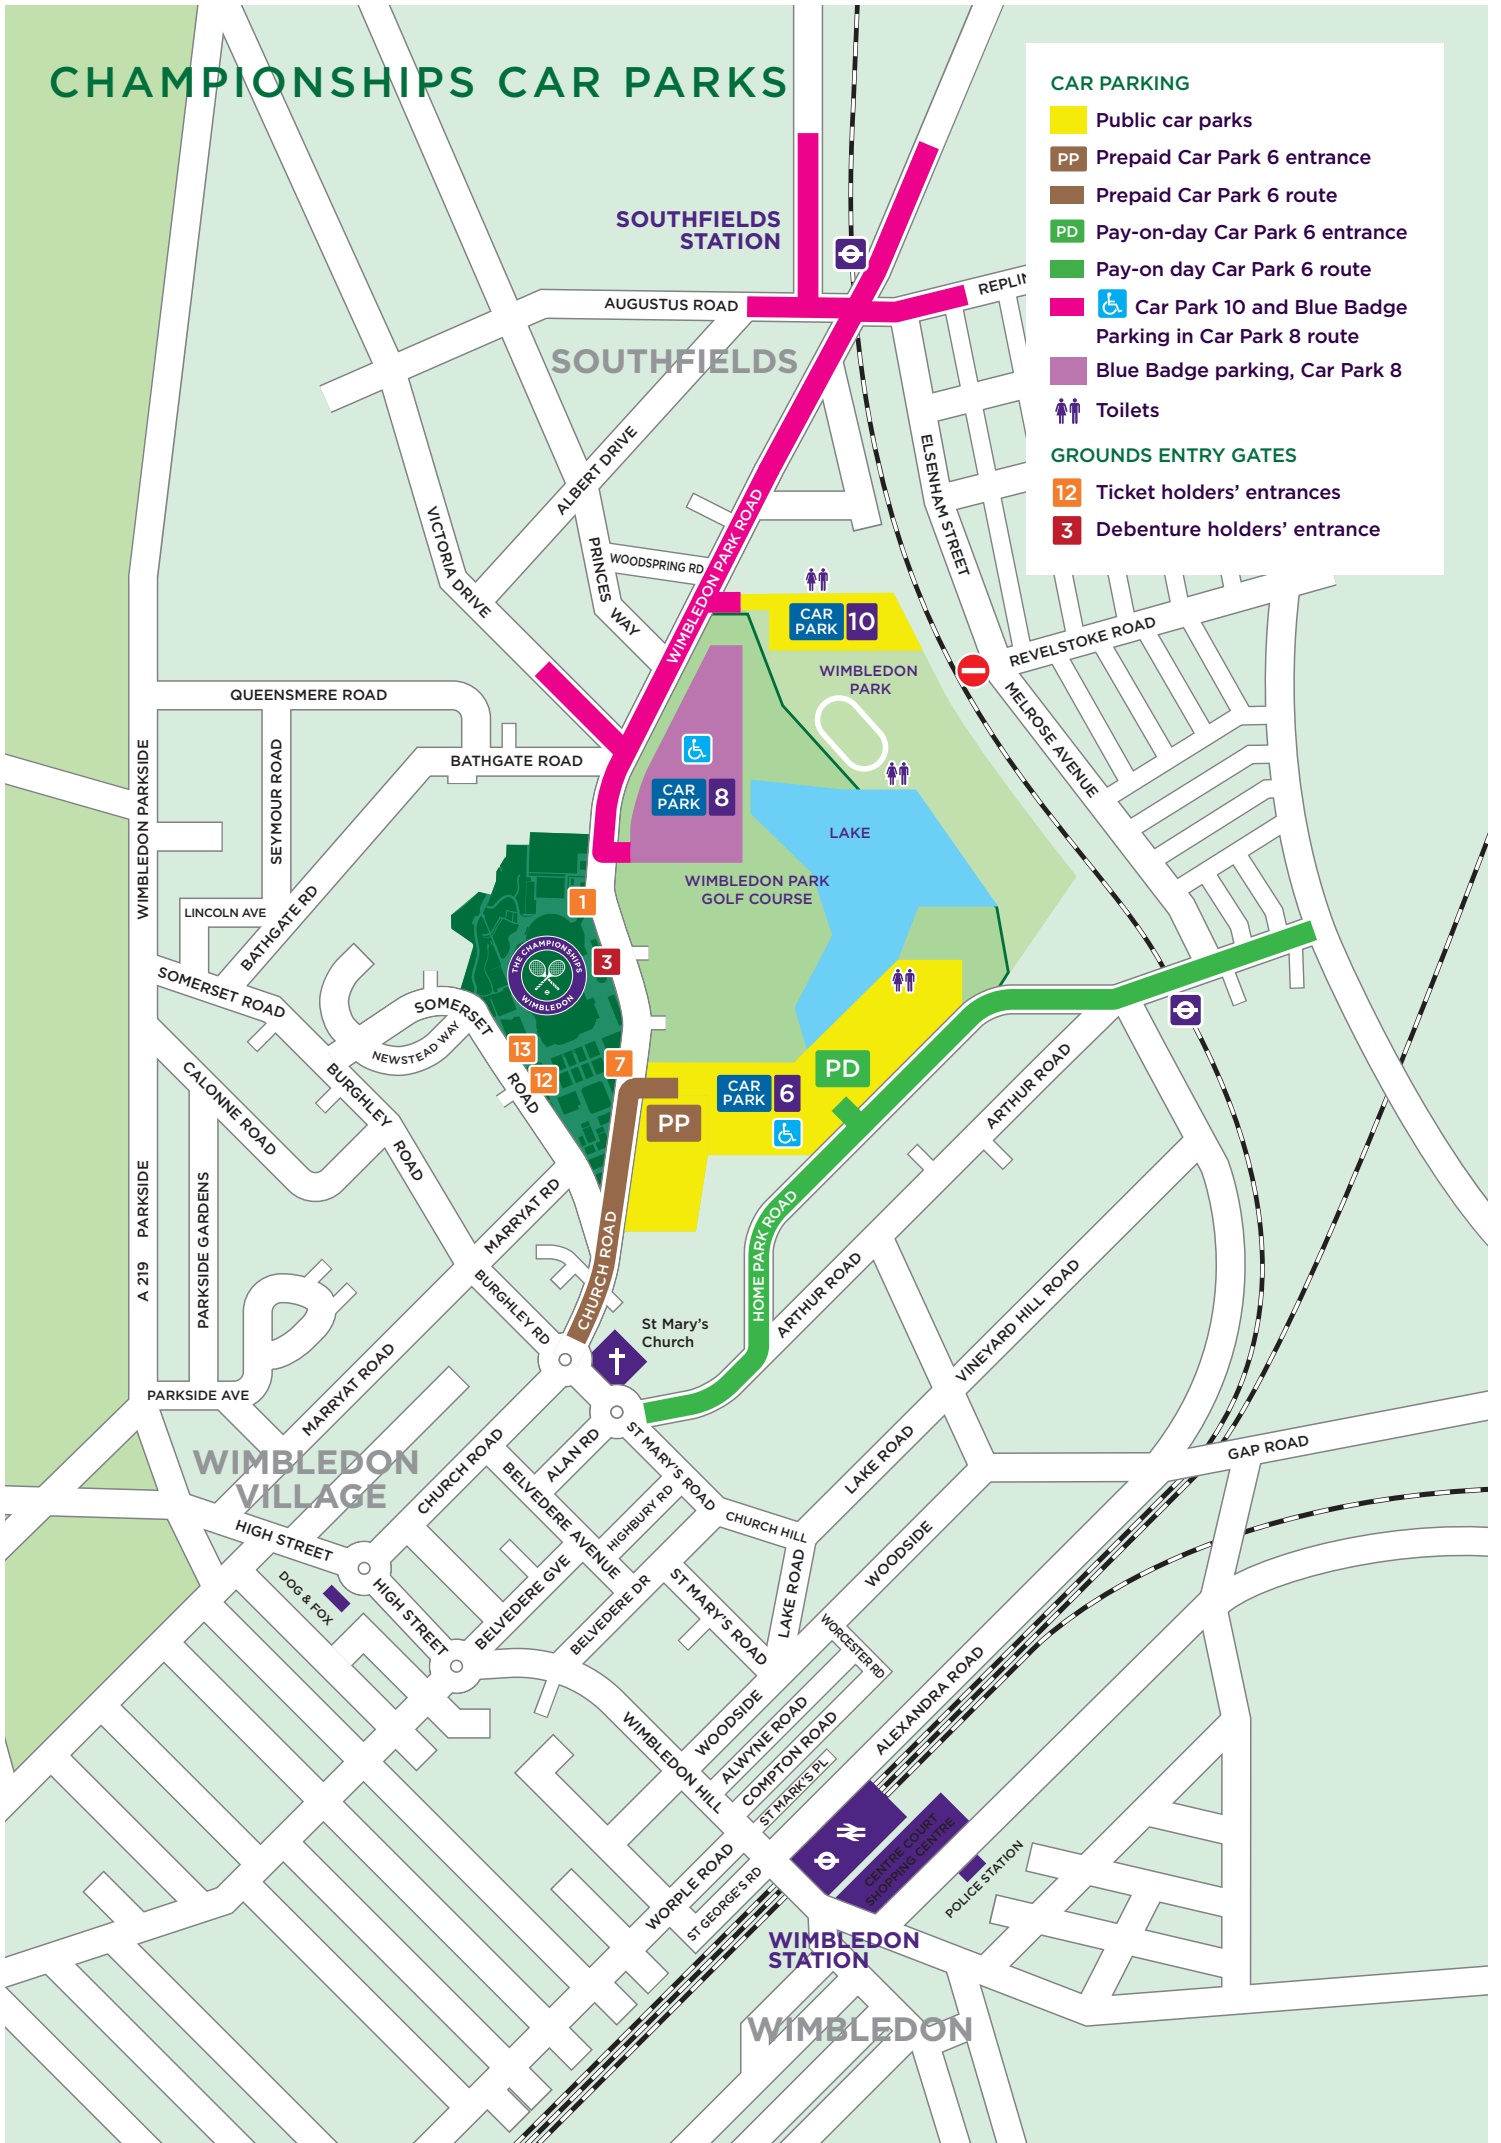 CHAMPIONSHIPS CAR PARKS
CAR PARKING
Public car parks
PP Prepaid Car Park 6 entrance
Prepaid Car Park 6 route
PD Pay-on-day Car Park 6 entrance
Pay-on day Car Park 6 route
Car Park 10 and Blue Badge
Parking in Car Park 8 route
Blue Badge parking, Car Park 8
Toilets
GROUNDS ENTRY GATES
12 Ticket holders’ entrances
3 Debenture holders’ entrance
SOUTHFIELDS
STATION
AUGUSTUS ROAD
REPLIN
SOUTHFIELDS
ALBERT DRIVE
VICTORIA DRIVE
PRINCES WAY
WOODSPRING RD
WIMBLEDON PARK ROAD
ELSENHAM STREET
REVELSTOKE ROAD
MELROSE AVENUE
CAR
PARK 10
WIMBLEDON
PARK
QUEENSMERE ROAD
BATHGATE ROAD
SEYMOUR ROAD
WIMBLEDON PARKSIDE
CAR
PARK 8
LAKE
WIMBLEDON PARK
GOLF COURSE
LINCOLN AVE
BATHGATE RD
1
3
THE CHAMPIONSHIPS
WIMBLEDON
SOMERSET ROAD
SOMERSET
ROAD
NEWSTEAD WAY
13
12
7
CALONNE ROAD
BURGHLEY ROAD
CAR
PARK 6
PD
PP
ARTHUR ROAD
PARKSIDE
A 219
PARKSIDE GARDENS
MARRYAT RD
CHURCH ROAD
HOME PARK ROAD
ARTHUR ROAD
VINEYARD HILL ROAD
BURGHLEY RD
St Mary’s
Church
MARRYAT ROAD
PARKSIDE AVE
WIMBLEDON
VILLAGE
CHURCH ROAD
ALAN RD
ST MARY’S ROAD
LAKE ROAD
GAP ROAD
BELVEDERE AVENUE
HIGHBURY RD
CHURCH HILL
HIGH STREET
DOG & FOX
HIGH STREET
BELVEDERE GVE
BELVEDERE DR
ST MARY’S ROAD
LAKE ROAD
WOODSIDE
WORCESTER RD
WIMBLEDON HILL
WOODSIDE
ALWYNE ROAD
COMPTON ROAD
ST MARK’S PL
ALEXANDRA ROAD
CENTRE COURT
SHOPPING CENTRE
POLICE STATION
WORPLE ROAD
ST GEORGE’S RD
WIMBLEDON
STATION
WIMBLEDON